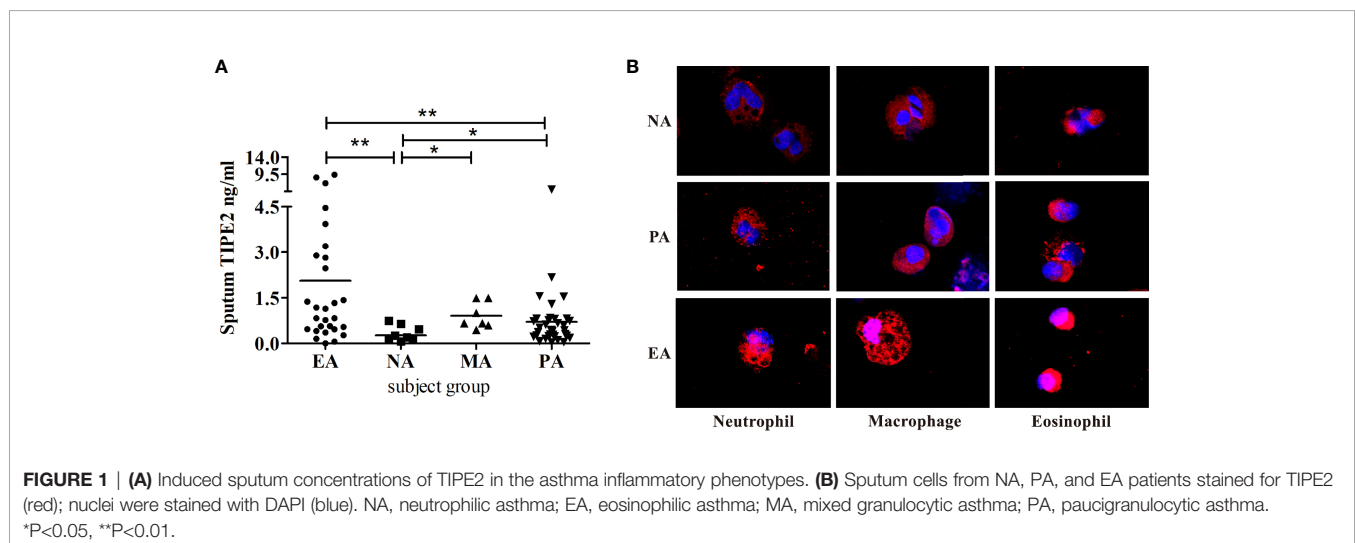 A
**
** *
*
14.0
9.5
4.5
3.0
1.5
0.0
Sputum TIPE2 ng/ml
EA NA MA PA
subject group
B
NA
PA
EA
Neutrophil Macrophage Eosinophil
FIGURE 1 | (A) Induced sputum concentrations of TIPE2 in the asthma inflammatory phenotypes. (B) Sputum cells from NA, PA, and EA patients stained for TIPE2
(red); nuclei were stained with DAPI (blue). NA, neutrophilic asthma; EA, eosinophilic asthma; MA, mixed granulocytic asthma; PA, paucigranulocytic asthma.
*P<0.05, **P<0.01.